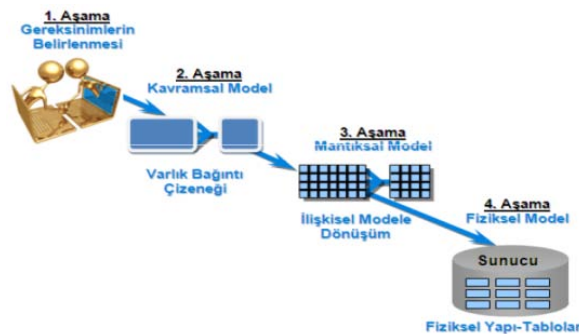 1. Aşama
Gereksinimlerin
Belirlenmesi
2. Aşama
Kavramsal Model
Varlık Bağıntı
Çizeneği
3. Aşama
Mantıksal Model
İlişkisel Modele
Dönüşüm
4. Aşama
Fiziksel Model
Sunucu
Fiziksel Yapı-Tablolar